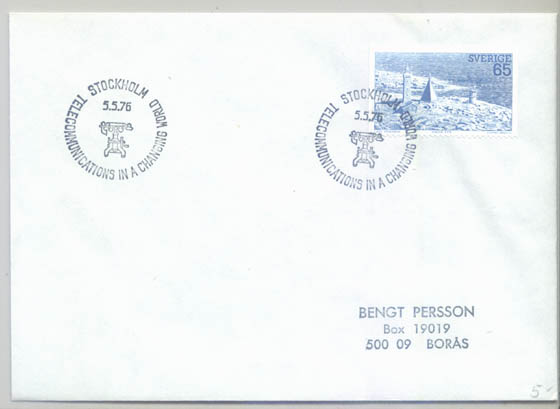 STOCKHOLM
5.5.76
TELECOMMUNICATIONS IN A CHANGING WORLD
STOCKHOLM
5.5.76
TELECOMMUNICATIONS IN A CHANGING WORLD
SVERIGE
65
BENGT PERSSON
Box 19019
500 09 BORÅS
5-